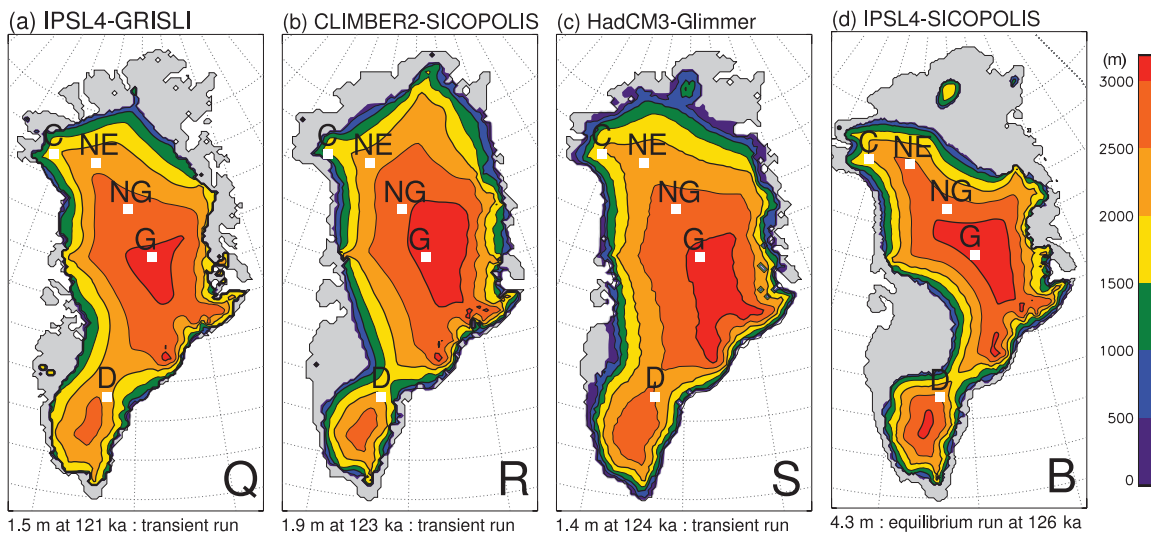 (a) IPSL4-GRISLI
(b) CLIMBER2-SICOPOLIS
(c) HadCM3-Glimmer
(d) IPSL4-SICOPOLIS
C
NE
NG
G
D
Q
C
NE
NG
G
D
R
C
NE
NG
G
D
S
C
NE
NG
G
D
B
(m)
3000
2500
2000
1500
1000
500
0
1.5 m at 121 ka : transient run
1.9 m at 123 ka : transient run
1.4 m at 124 ka : transient run
4.3 m : equilibrium run at 126 ka